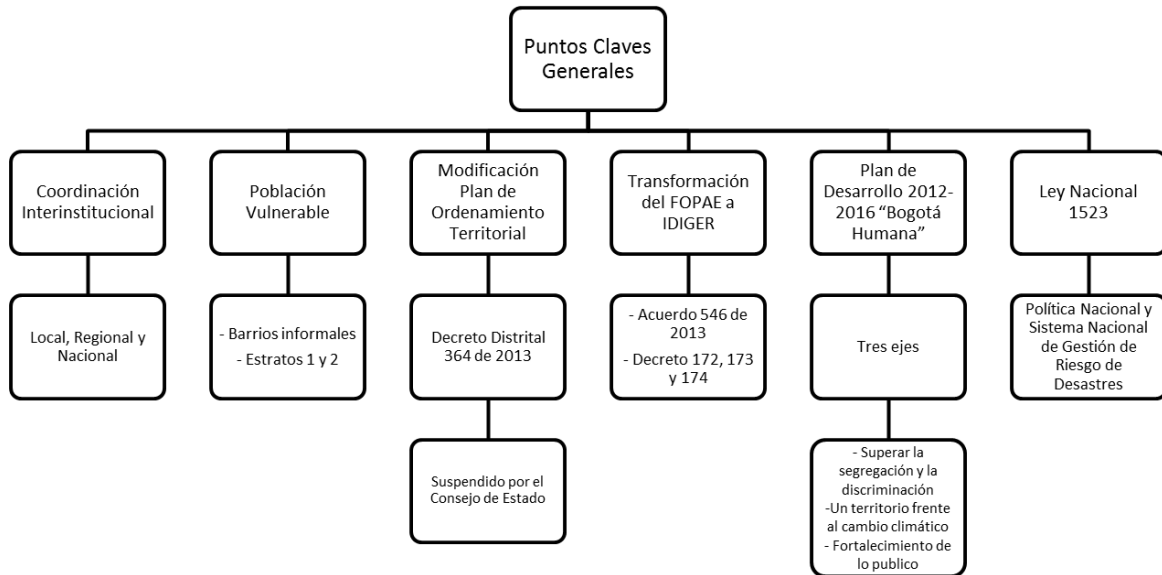 Puntos Claves
Generales
Coordinación
Interinstitucional
Población
Vulnerable
Modificación
Plan de
Ordenamiento
Territorial
Transformación
del FOPAE a
IDIGER
Plan de
Desarrollo 2012-
2016 “Bogotá
Humana”
Ley Nacional
1523
Local, Regional y
Nacional
- Barrios informales
- Estratos 1 y 2
Decreto Distrital
364 de 2013
- Acuerdo 546 de
2013
- Decreto 172, 173
y 174
Tres ejes
Política Nacional y
Sistema Nacional
de Gestión de
Riesgo de
Desastres
Suspendido por el
Consejo de Estado
- Superar la
segregación y la
discriminación
-Un territorio frente
al cambio climático
- Fortalecimiento de
lo publico